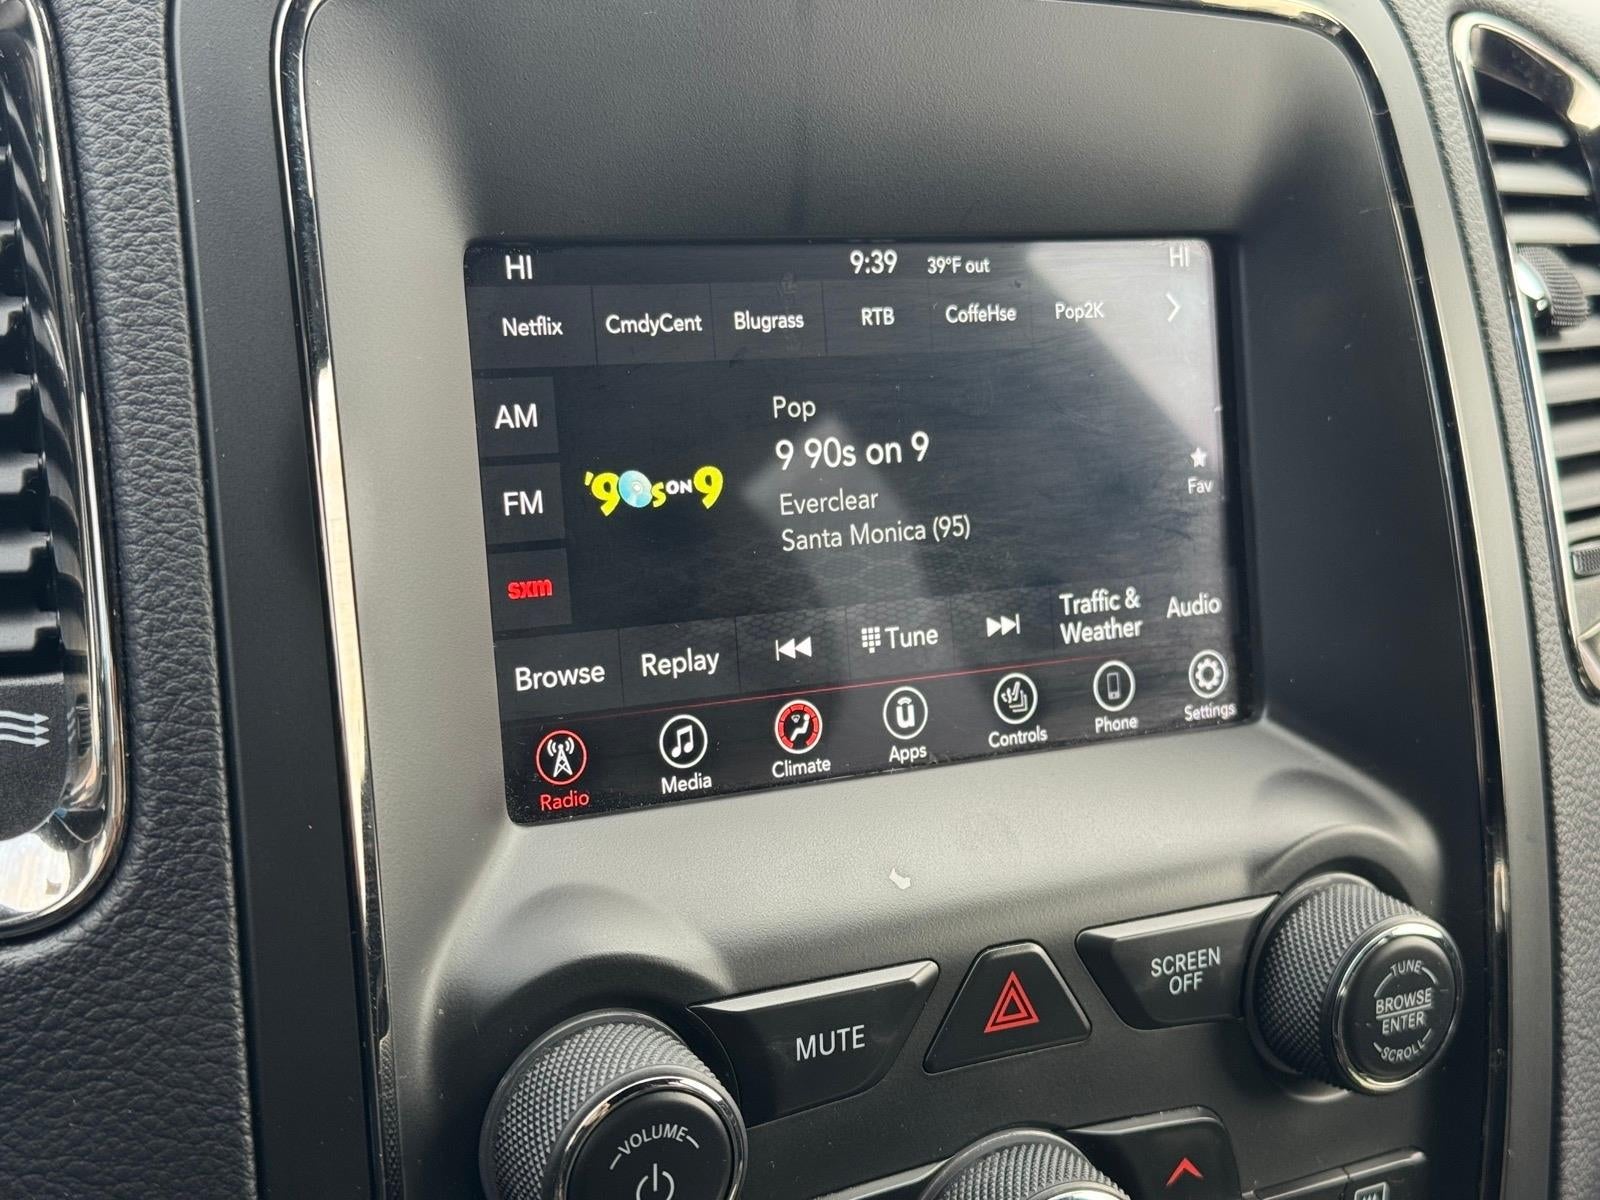 HI 9:39 39°F out HI
Netflix CmdyCent Blugrass RTB CoffeHse Pop2K
AM
FM
sxm
'90s ON 9
Pop
9 90s on 9
Everclear
Santa Monica (95)
Fav
Browse Replay Tune Traffic & Weather Audio
Radio Media Climate Apps Controls Phone Settings
MUTE
SCREEN
OFF
TUNE
BROWSE
ENTER
SCROLL
VOLUME